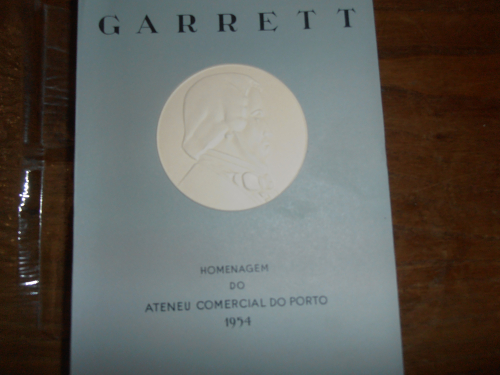 GARRETT
HOMENAGEM
DO
ATENEU COMERCIAL DO PORTO
1954